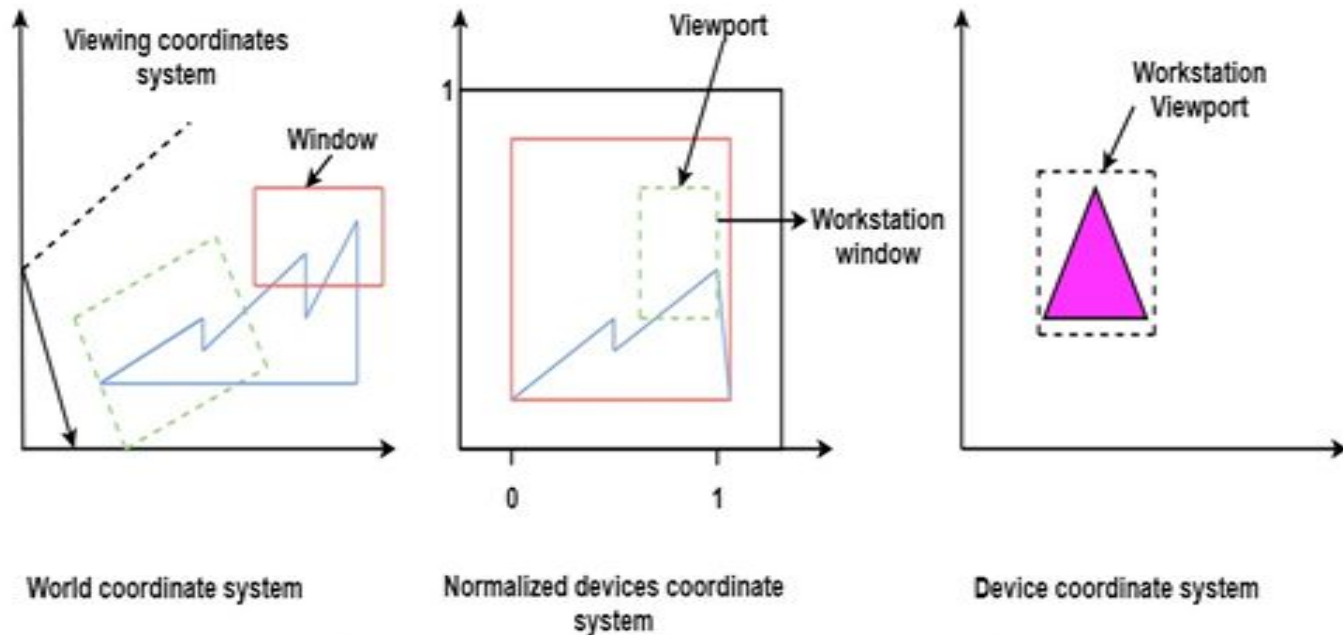 Viewing coordinates
system
Window
World coordinate system
Viewport
1
Workstation
window
0
1
Normalized devices coordinate
system
Workstation
Viewport
Device coordinate system